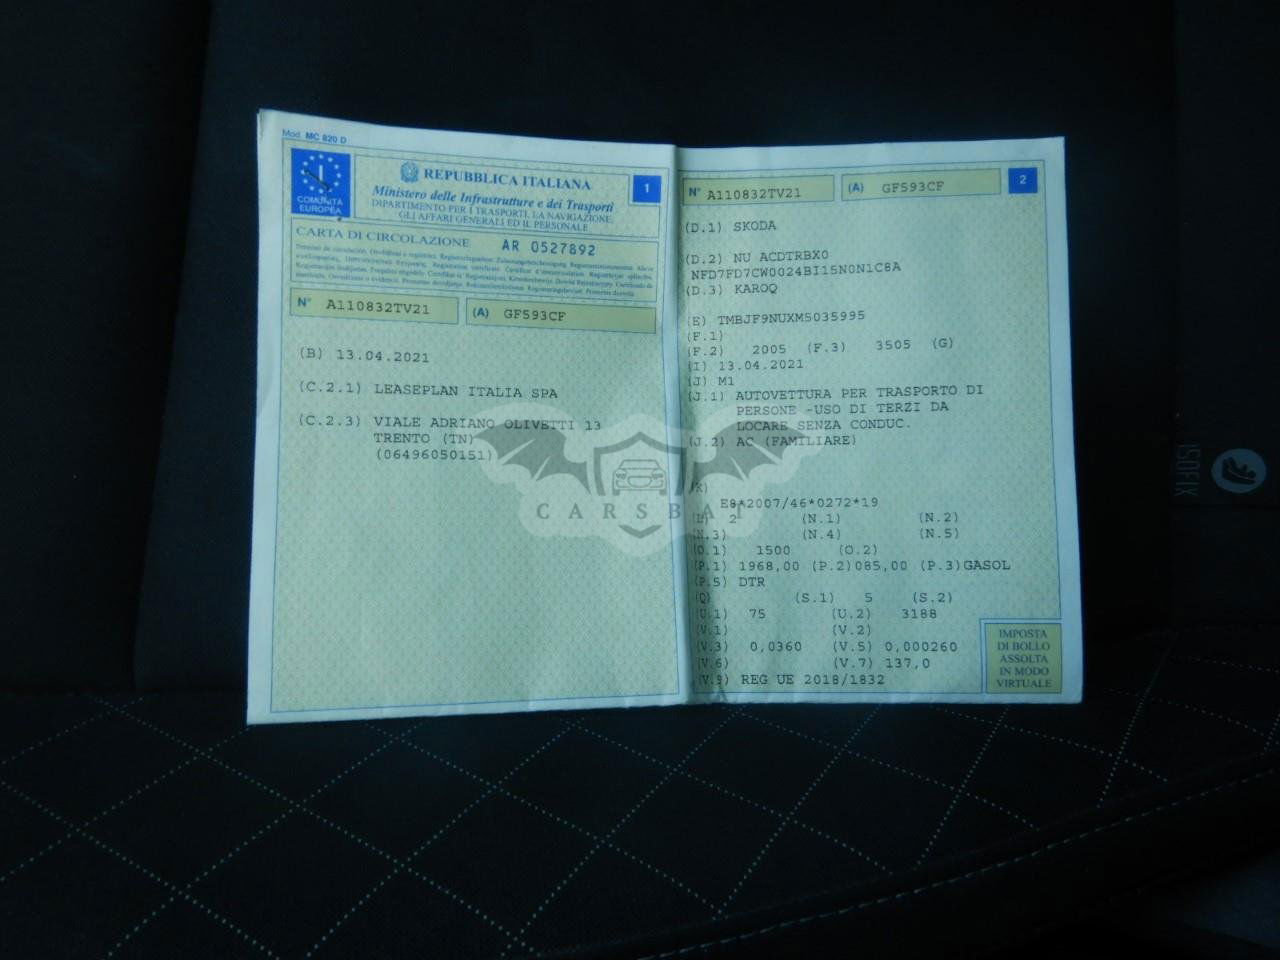 Mod. MC 820 D
I
COMUNITÀ
EUROPEA
REPUBBLICA ITALIANA
Ministero delle Infrastrutture e dei Trasporti
DIPARTIMENTO PER I TRASPORTI, LA NAVIGAZIONE,
GLI AFFARI GENERALI ED IL PERSONALE
1
CARTA DI CIRCOLAZIONE AR 0527892
N° A110832TV21 (A) GF593CF
(B) 13.04.2021
(C.2.1) LEASEPLAN ITALIA SPA
(C.2.3) VIALE ADRIANO OLIVETTI 13
TRENTO (TN)
(06496050151)
N° A110832TV21 (A) GF593CF 2
(D.1) SKODA
(D.2) NU ACDTRBX0
NFD7FD7CW0024BI15N0N1C8A
(D.3) KAROQ
(E) TMBJF9NUXM5035995
(F.1)
(F.2) 2005 (F.3) 3505 (G)
(I) 13.04.2021
(J) M1
(J.1) AUTOVETTURA PER TRASPORTO DI
PERSONE -USO DI TERZI DA
LOCARE SENZA CONDUC.
(J.2) AC (FAMILIARE)
(K)
E8*2007/46*0272*19
(L) 2 (N.1) (N.2)
(N.3) (N.4) (N.5)
(O.1) 1500 (O.2)
(P.1) 1968,00 (P.2)085,00 (P.3)GASOL
(P.5) DTR
(Q) (S.1) 5 (S.2)
(U.1) 75 (U.2) 3188
(V.1) (V.2)
(V.3) 0,0360 (V.5) 0,000260
(V.6) (V.7) 137,0
(V.9) REG UE 2018/1832
IMPOSTA
DI BOLLO
ASSOLTA
IN MODO
VIRTUALE
CARSBAT
ISOFIX